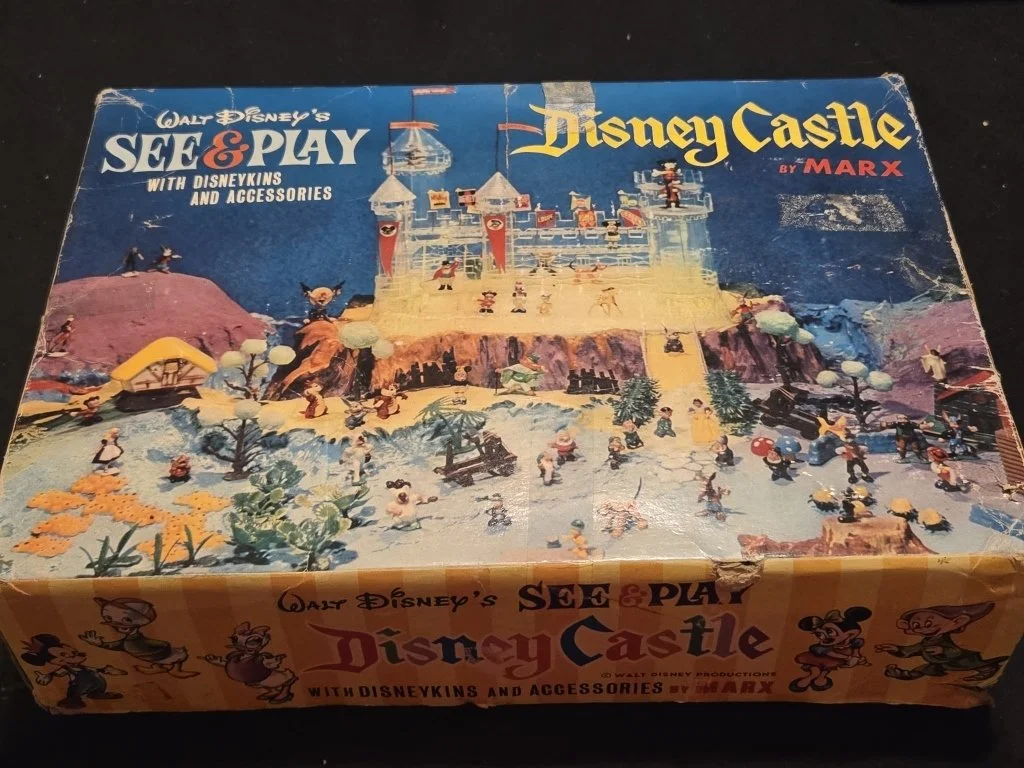 WALT DISNEY'S
SEE & PLAY
WITH DISNEYKINS
AND ACCESSORIES
Disney Castle
BY MARX
WALT DISNEY'S SEE & PLAY
Disney Castle
© WALT DISNEY PRODUCTIONS
WITH DISNEYKINS AND ACCESSORIES BY MARX